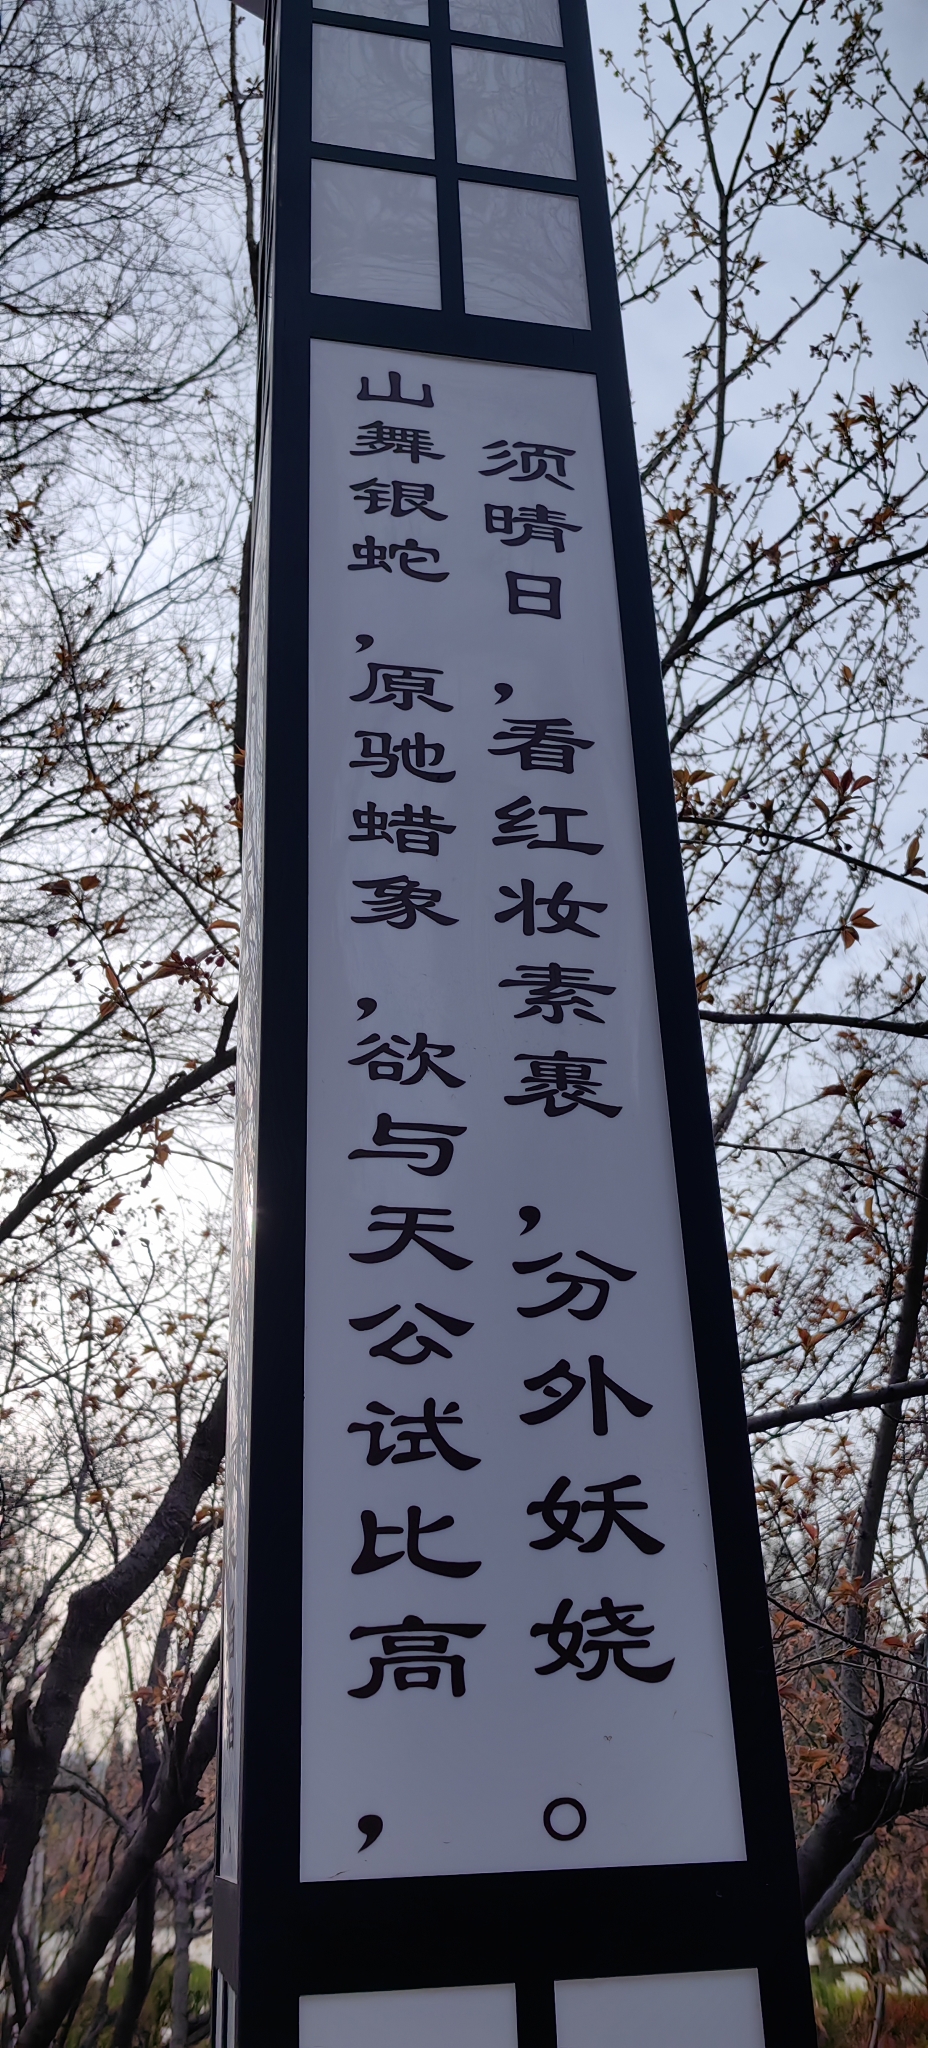 山舞银蛇，原驰蜡象，欲与天公试比高，
须晴日，看红妆素裹，分外妖娆。